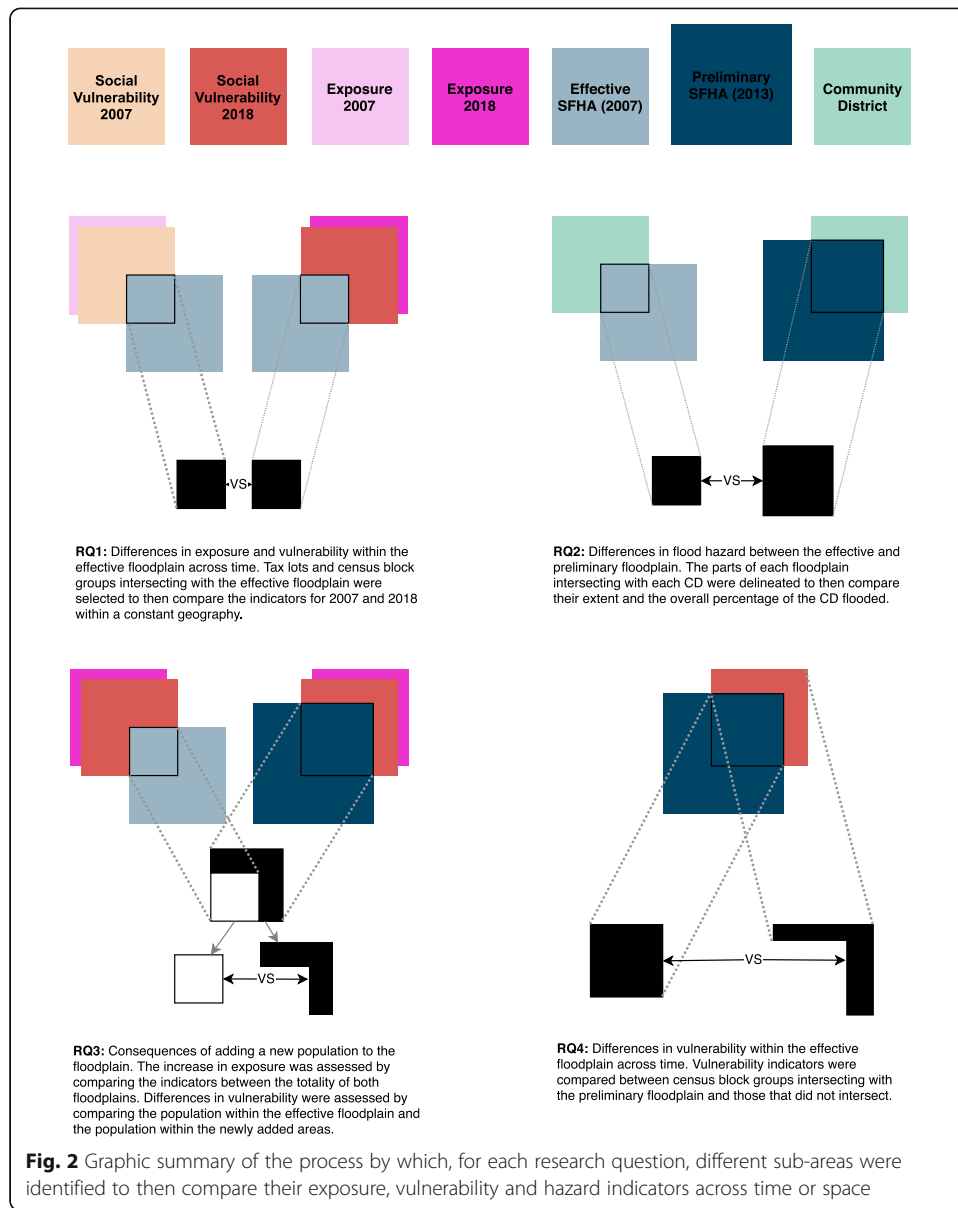 Social
Vulnerability
2007
Social
Vulnerability
2018
Exposure
2007
Exposure
2018
Effective
SFHA (2007)
Preliminary
SFHA (2013)
Community
District
VS
VS
RQ1: Differences in exposure and vulnerability within the
effective floodplain across time. Tax lots and census block
groups intersecting with the effective floodplain were
selected to then compare the indicators for 2007 and 2018
within a constant geography.
RQ2: Differences in flood hazard between the effective and
preliminary floodplain. The parts of each floodplain
intersecting with each CD were delineated to then compare
their extent and the overall percentage of the CD flooded.
VS
VS
RQ3: Consequences of adding a new population to the
floodplain. The increase in exposure was assessed by
comparing the indicators between the totality of both
floodplains. Differences in vulnerability were assessed by
comparing the population within the effective floodplain and
the population within the newly added areas.
RQ4: Differences in vulnerability within the effective
floodplain across time. Vulnerability indicators were
compared between census block groups intersecting with
the preliminary floodplain and those that did not intersect.
Fig. 2 Graphic summary of the process by which, for each research question, different sub-areas were
identified to then compare their exposure, vulnerability and hazard indicators across time or space